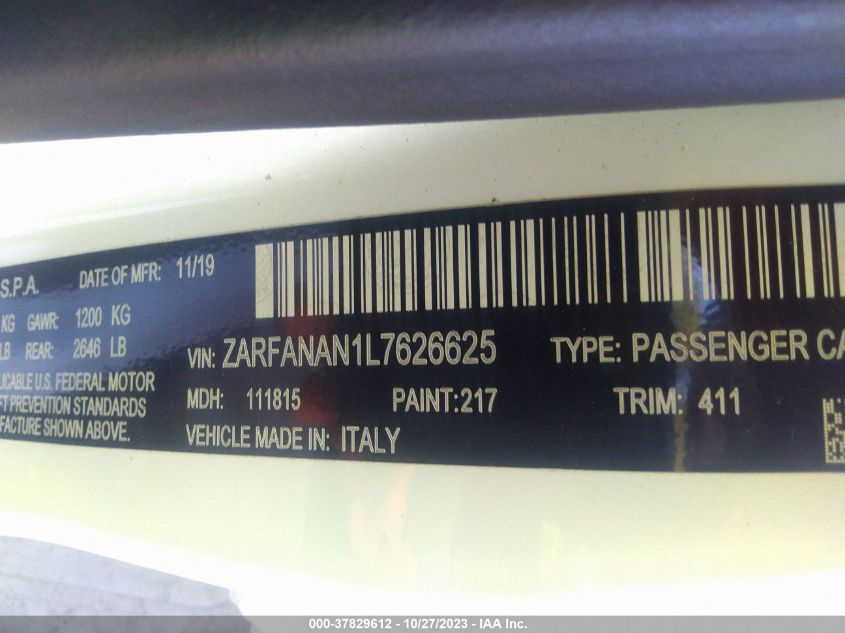 S.P.A. DATE OF MFR: 11/19
KG GAWR: 1200 KG
LB REAR: 2646 LB
VIN: ZARFANAN1L7626625 TYPE: PASSENGER CA
LICABLE U.S. FEDERAL MOTOR
FT PREVENTION STANDARDS
FACTURE SHOWN ABOVE.
MDH: 111815 PAINT:217 TRIM: 411
VEHICLE MADE IN: ITALY
000-37829612 - 10/27/2023 - IAA Inc.